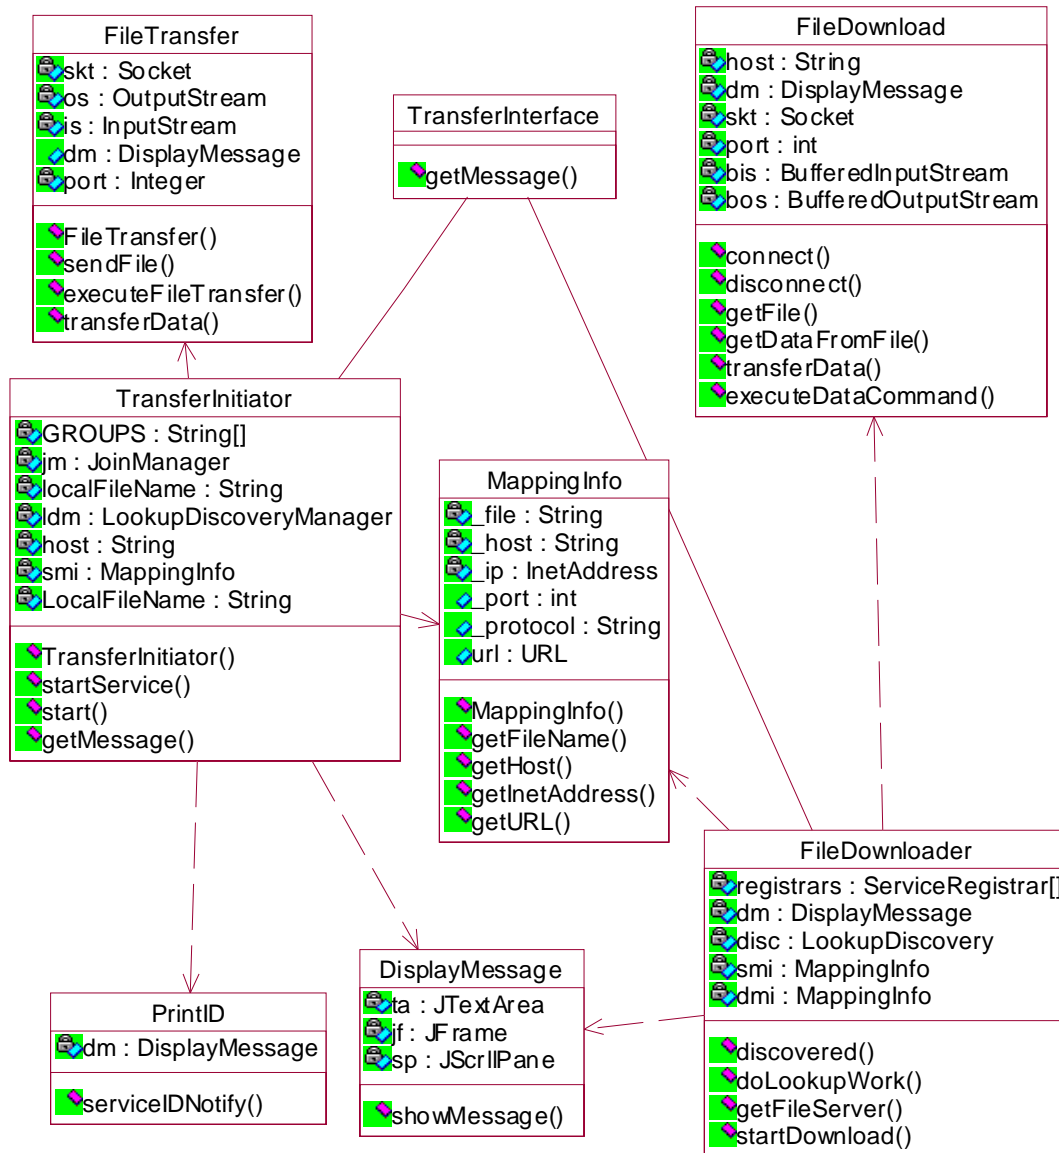 FileTransfer
skt : Socket
os : OutputStream
is : InputStream
dm : DisplayMessage
port : Integer
FileTransfer()
sendFile()
executeFileTransfer()
transferData()
TransferInterface
getMessage()
FileDownload
host : String
dm : DisplayMessage
skt : Socket
port : int
bis : BufferedInputStream
bos : BufferedOutputStream
connect()
disconnect()
getFile()
getDataFromFile()
transferData()
executeDataCommand()
TransferInitiator
GROUPS : String[]
jm : JoinManager
localFileName : String
ldm : LookupDiscoveryManager
host : String
smi : MappingInfo
LocalFileName : String
TransferInitiator()
startService()
start()
getMessage()
MappingInfo
_file : String
_host : String
_ip : InetAddress
_port : int
_protocol : String
url : URL
MappingInfo()
getFileName()
getHost()
getInetAddress()
getURL()
FileDownloader
registrars : ServiceRegistrar[]
dm : DisplayMessage
disc : LookupDiscovery
smi : MappingInfo
dmi : MappingInfo
discovered()
doLookupWork()
getFileServer()
startDownload()
PrintID
dm : DisplayMessage
serviceIDNotify()
DisplayMessage
ta : JTextArea
jf : JFrame
sp : JScrllPane
showMessage()